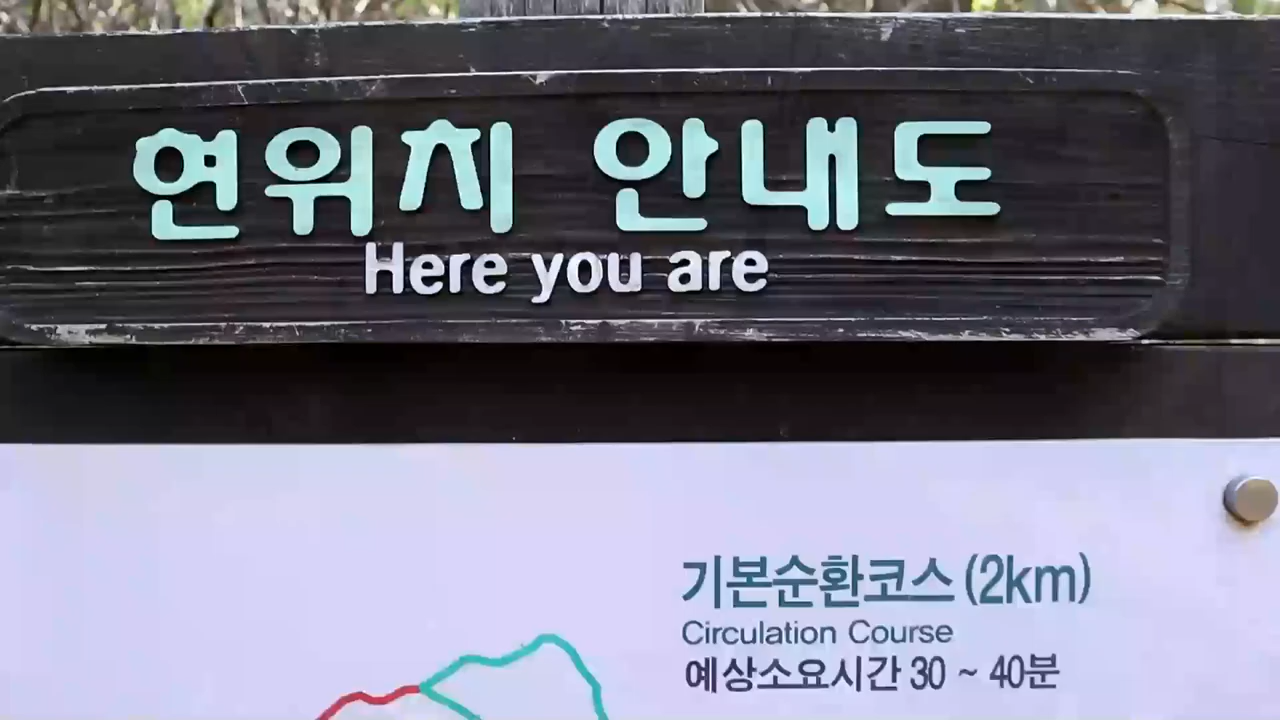 현위치 안내도
Here you are
기본순환코스(2km)
Circulation Course
예상소요시간 30 ~ 40분